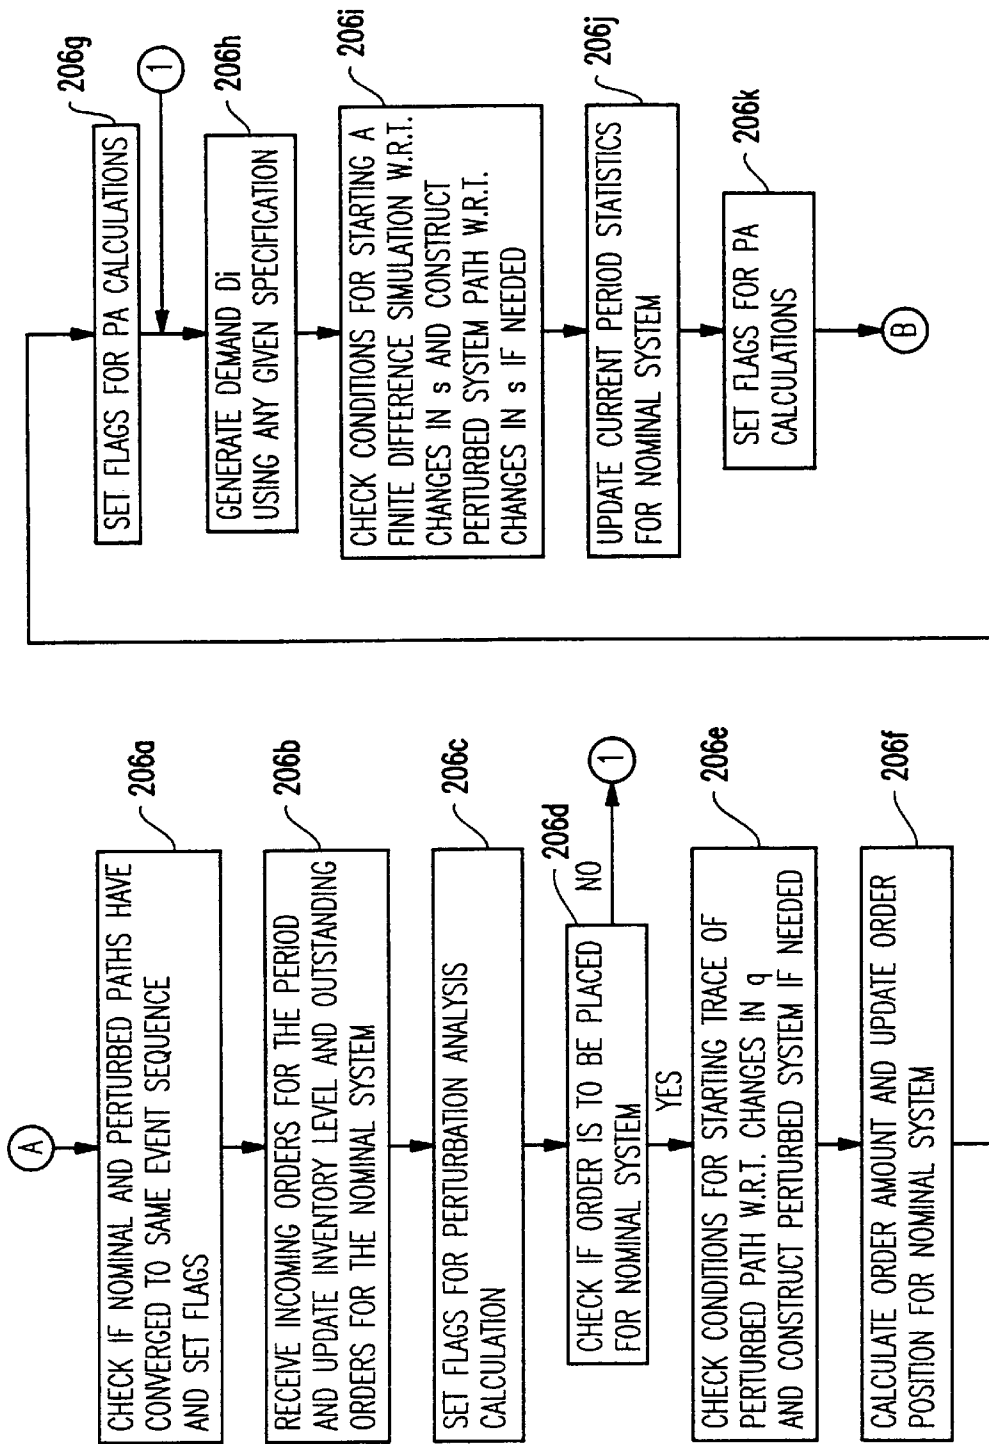 A
206a
CHECK IF NOMINAL AND PERTURBED PATHS HAVE
CONVERGED TO SAME EVENT SEQUENCE
AND SET FLAGS
206b
RECEIVE INCOMING ORDERS FOR THE PERIOD
AND UPDATE INVENTORY LEVEL AND OUTSTANDING
ORDERS FOR THE NOMINAL SYSTEM
206c
SET FLAGS FOR PERTURBATION ANALYSIS
CALCULATION
206d
CHECK IF ORDER IS TO BE PLACED
FOR NOMINAL SYSTEM
NO
1
YES
206e
CHECK CONDITIONS FOR STARTING TRACE OF
PERTURBED PATH W.R.T. CHANGES IN q
AND CONSTRUCT PERTURBED SYSTEM IF NEEDED
206f
CALCULATE ORDER AMOUNT AND UPDATE ORDER
POSITION FOR NOMINAL SYSTEM
206g
SET FLAGS FOR PA CALCULATIONS
1
206h
GENERATE DEMAND Di
USING ANY GIVEN SPECIFICATION
206i
CHECK CONDITIONS FOR STARTING A
FINITE DIFFERENCE SIMULATION W.R.T.
CHANGES IN s AND CONSTRUCT
PERTURBED SYSTEM PATH W.R.T.
CHANGES IN s IF NEEDED
206j
UPDATE CURRENT PERIOD STATISTICS
FOR NOMINAL SYSTEM
206k
SET FLAGS FOR PA
CALCULATIONS
B